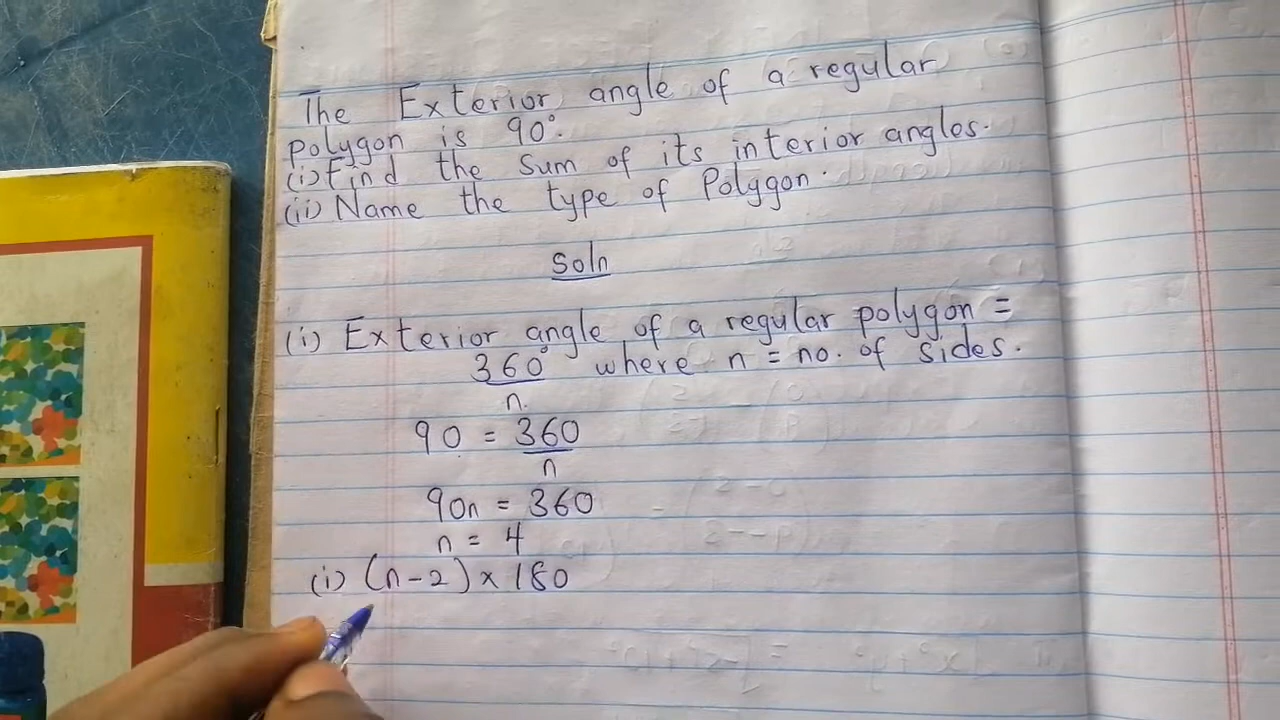 The Exterior angle of a regular
polygon is 90°.
(i) Find the sum of its interior angles.
(ii) Name the type of Polygon.
Soln
(i) Exterior angle of a regular polygon =
360° where n = no. of sides.
n
90 = 360
n
90n = 360
n = 4
(i) (n-2) × 180